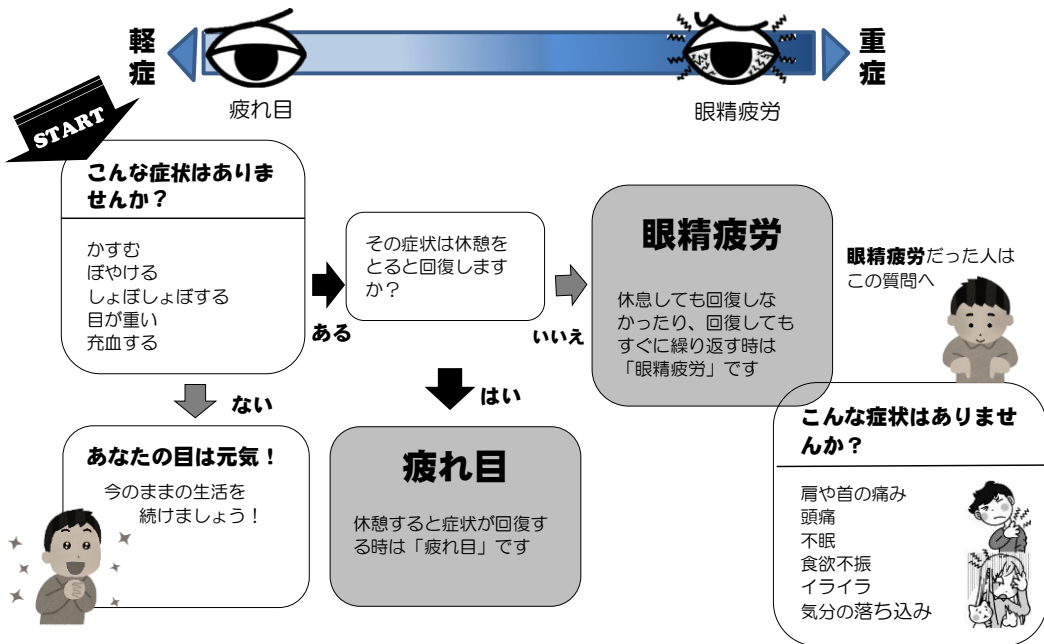 軽症
重症
疲れ目
眼精疲労
START
こんな症状はありま
せんか？
かすむ
ぼやける
しょぼしょぼする
目が重い
充血する
ある
その症状は休憩を
とると回復します
か？
いいえ
眼精疲労
休息しても回復しな
かったり、回復しても
すぐに繰り返す時は
「眼精疲労」です
眼精疲労だった人は
この質問へ
ない
はい
あなたの目は元気！
今のままの生活を
続けましょう！
疲れ目
休憩すると症状が回復す
る時は「疲れ目」です
こんな症状はありませ
んか？
肩や首の痛み
頭痛
不眠
食欲不振
イライラ
気分の落ち込み